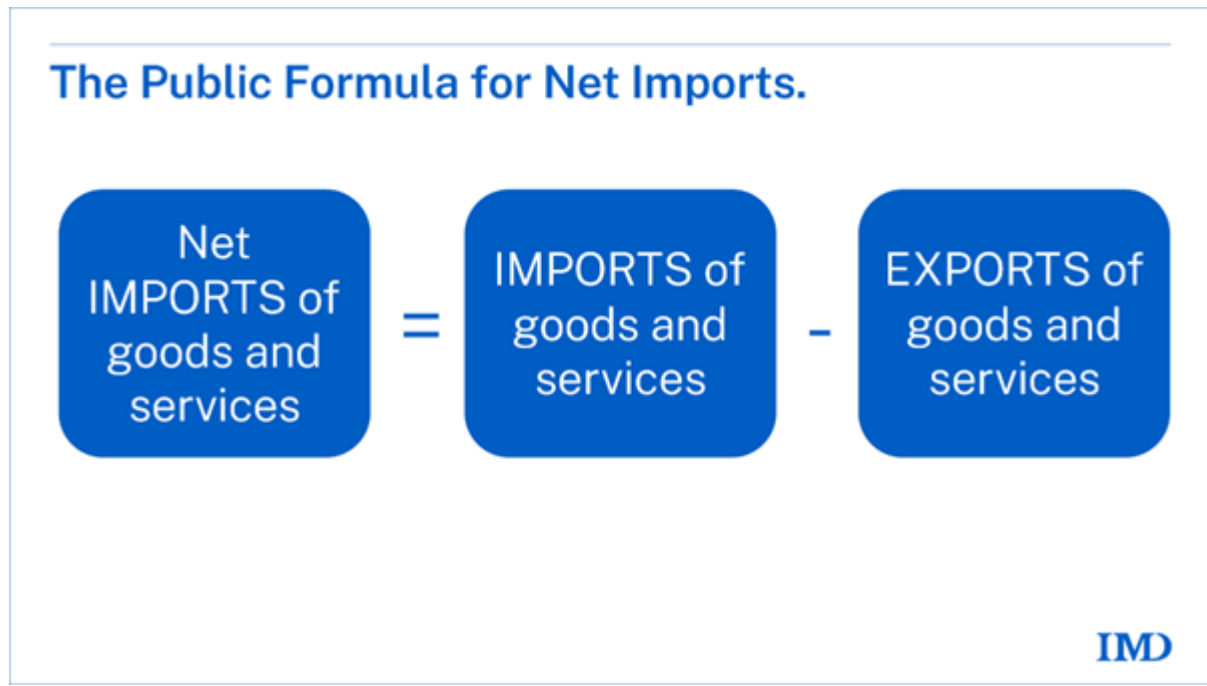 The Public Formula for Net Imports.
Net
IMPORTS of
goods and
services
=
IMPORTS of
goods and
services
-
EXPORTS of
goods and
services
IMD